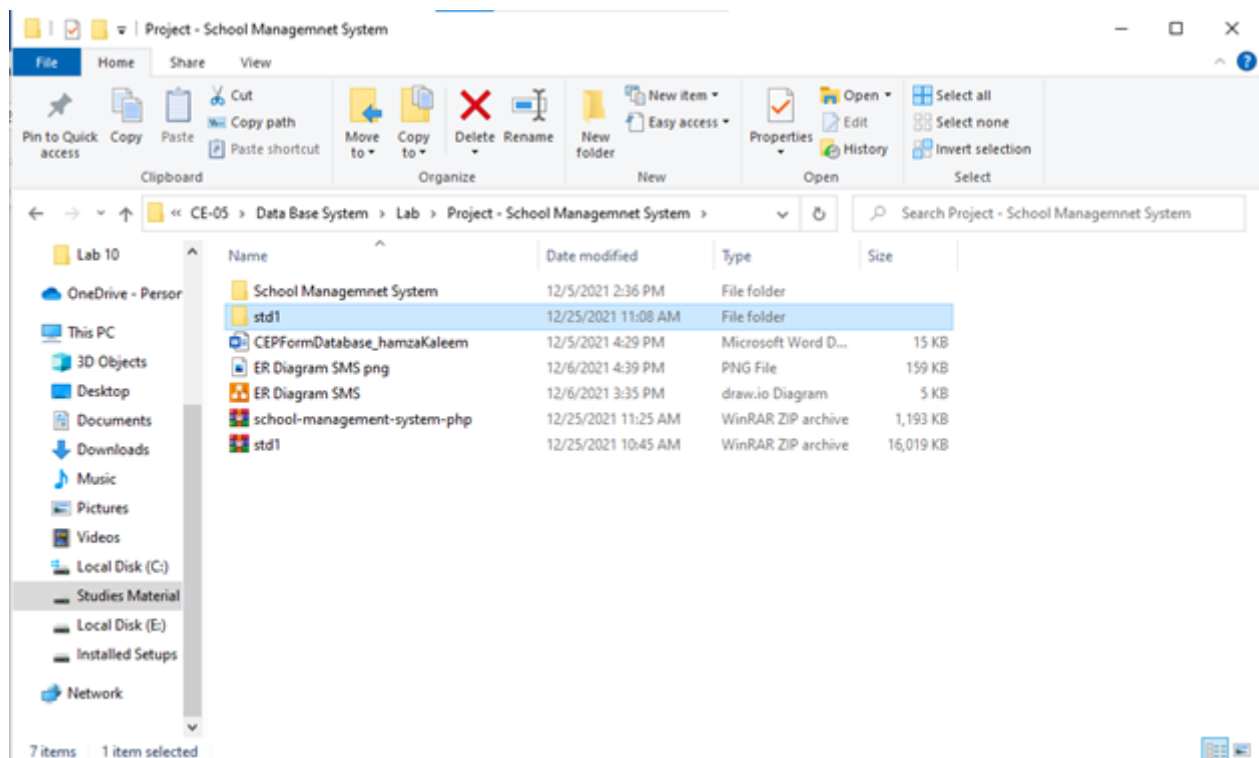 Project - School Managemnet System
File Home Share View
Pin to Quick access Copy Paste Cut Copy path Paste shortcut Move to Copy to Delete Rename New folder New item Easy access Properties Open Edit History Select all Select none Invert selection
Clipboard Organize New Open Select
« CE-05 › Data Base System › Lab › Project - School Managemnet System › Search Project - School Managemnet System
Lab 10
OneDrive - Person
This PC
3D Objects
Desktop
Documents
Downloads
Music
Pictures
Videos
Local Disk (C:)
Studies Material
Local Disk (E:)
Installed Setups
Network
Name Date modified Type Size
School Managemnet System 12/5/2021 2:36 PM File folder
std1 12/25/2021 11:08 AM File folder
CEPFormDatabase_hamzaKaleem 12/5/2021 4:29 PM Microsoft Word D... 15 KB
ER Diagram SMS png 12/6/2021 4:39 PM PNG File 159 KB
ER Diagram SMS 12/6/2021 3:35 PM draw.io Diagram 5 KB
school-management-system-php 12/25/2021 11:25 AM WinRAR ZIP archive 1,193 KB
std1 12/25/2021 10:45 AM WinRAR ZIP archive 16,019 KB
7 items 1 item selected